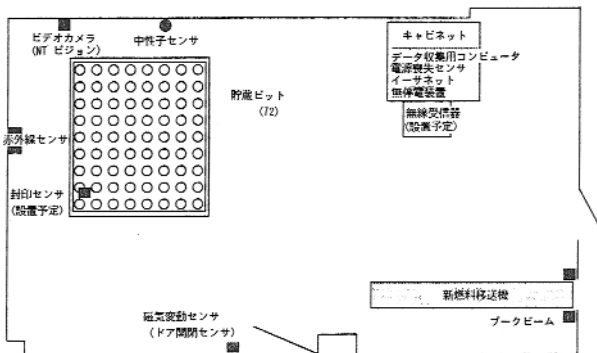 ビデオカメラ
(NT ビジョン)
中性子センサ
キャビネット
データ収集用コンピュータ
電源喪失センサ
イーサネット
無停電装置
無線受信器
(設置予定)
貯蔵ピット
(72)
赤外線センサ
封印センサ
(設置予定)
新燃料移送機
ブークビーム
磁気変動センサ
(ドア開閉センサ)